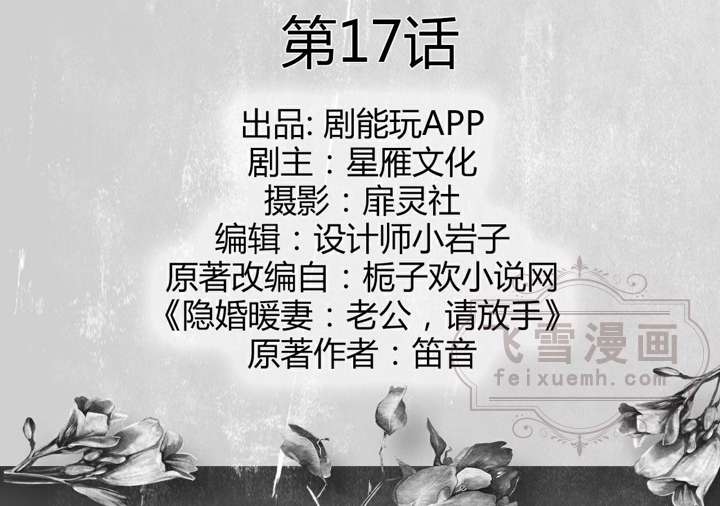 第17话
出品: 剧能玩APP
剧主：星雁文化
摄影：扉灵社
编辑：设计师小岩子
原著改编自：栀子欢小说网
《隐婚暖妻：老公，请放手》
原著作者：笛音
飞雪漫画
feixuemh.com